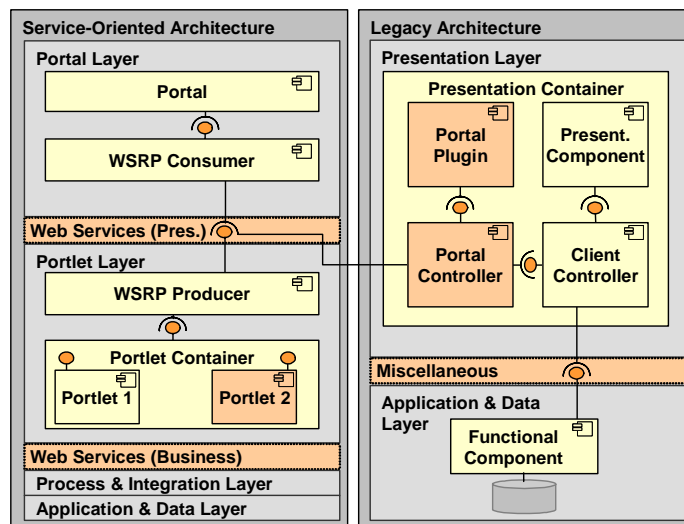 Service-Oriented Architecture
Portal Layer
Portal
WSRP Consumer
Web Services (Pres.)
Portlet Layer
WSRP Producer
Portlet Container
Portlet 1
Portlet 2
Web Services (Business)
Process & Integration Layer
Application & Data Layer
Legacy Architecture
Presentation Layer
Presentation Container
Portal
Plugin
Present.
Component
Portal
Controller
Client
Controller
Miscellaneous
Application & Data
Layer
Functional
Component